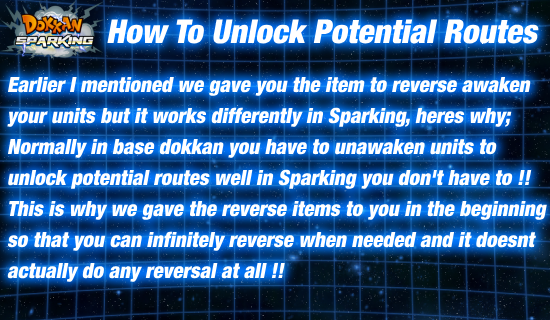 DOKKAN
SPARKING
How To Unlock Potential Routes
Earlier I mentioned we gave you the item to reverse awaken
your units but it works differently in Sparking, heres why;
Normally in base dokkan you have to unawaken units to
unlock potential routes well in Sparking you don't have to !!
This is why we gave the reverse items to you in the beginning
so that you can infinitely reverse when needed and it doesnt
actually do any reversal at all !!